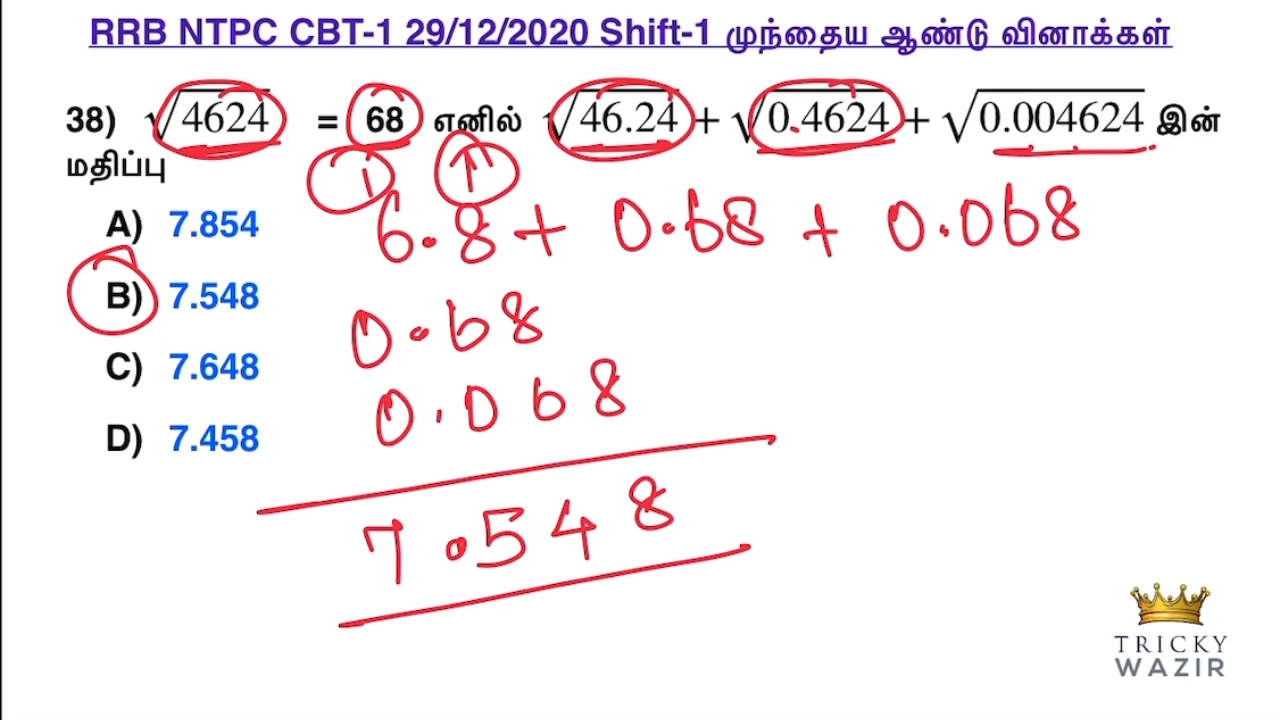 RRB NTPC CBT-1 29/12/2020 Shift-1 முந்தைய ஆண்டு வினாக்கள்
38) √4624 = 68 எனில் √46.24 + √0.4624 + √0.004624 இன்
மதிப்பு
6.8 + 0.68 + 0.068
A) 7.854
B) 7.548
0.68
C) 7.648
0.068
D) 7.458
7.548
TRICKY
WAZIR